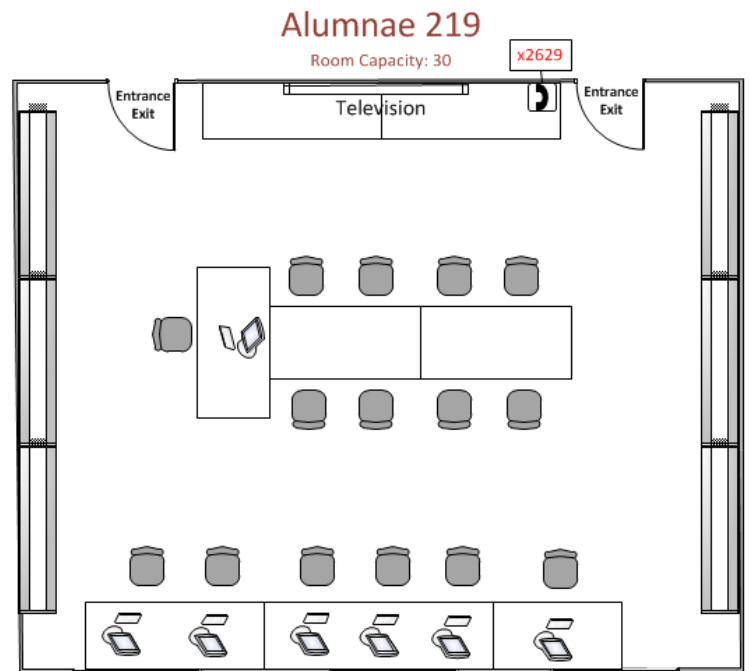 Alumnae 219
Room Capacity: 30
x2629
Entrance
Exit
Television
Entrance
Exit